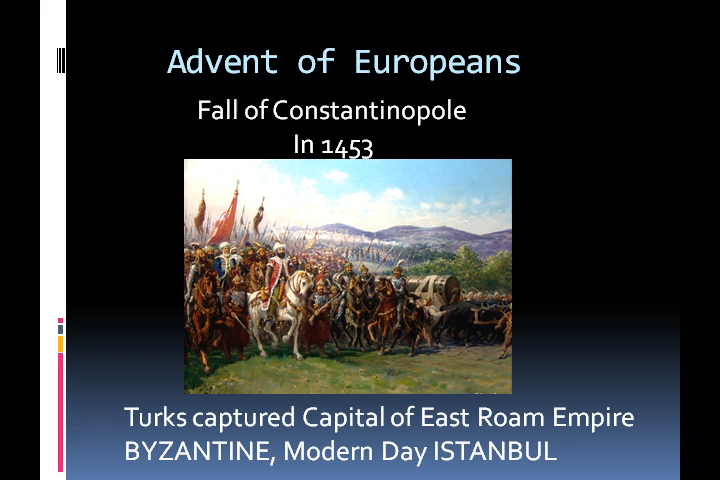 Advent of Europeans
Fall of Constantinopole
In 1453
Turks captured Capital of East Roam Empire
BYZANTINE, Modern Day ISTANBUL